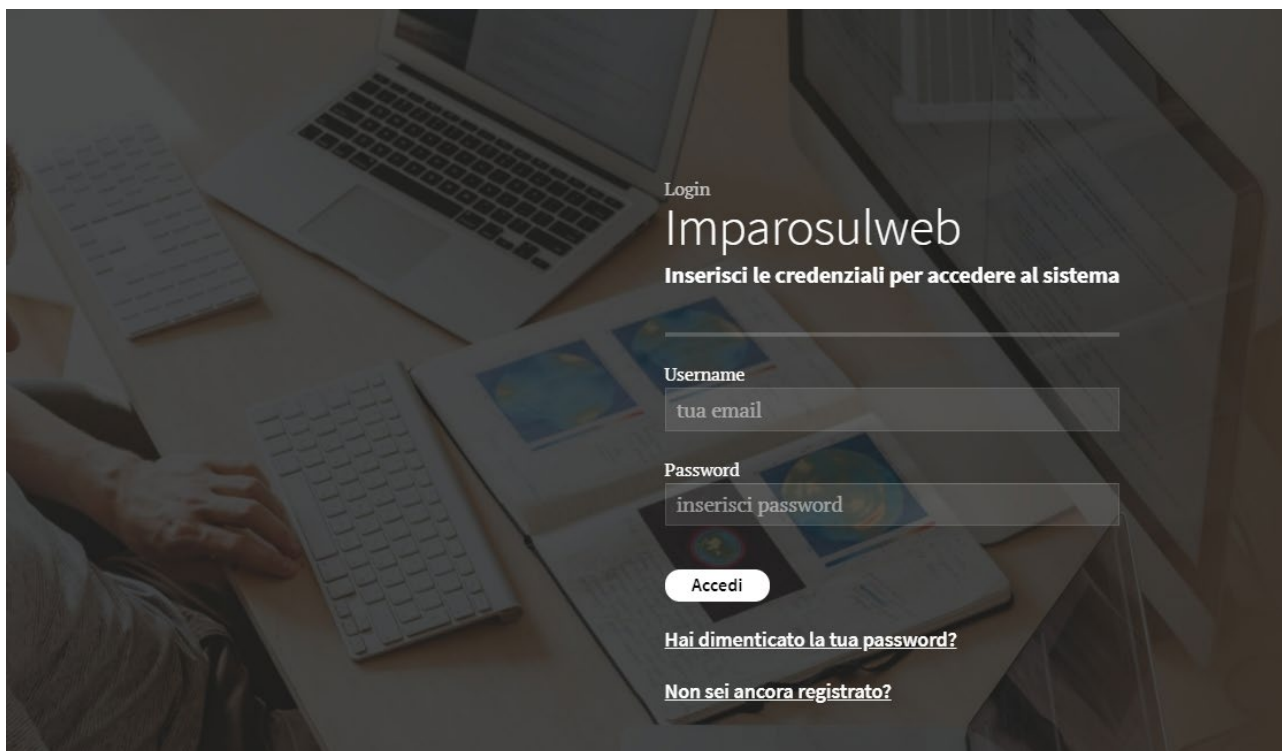 Login
Imparosulweb
Inserisci le credenziali per accedere al sistema
Username
tua email
Password
inserisci password
Accedi
Hai dimenticato la tua password?
Non sei ancora registrato?